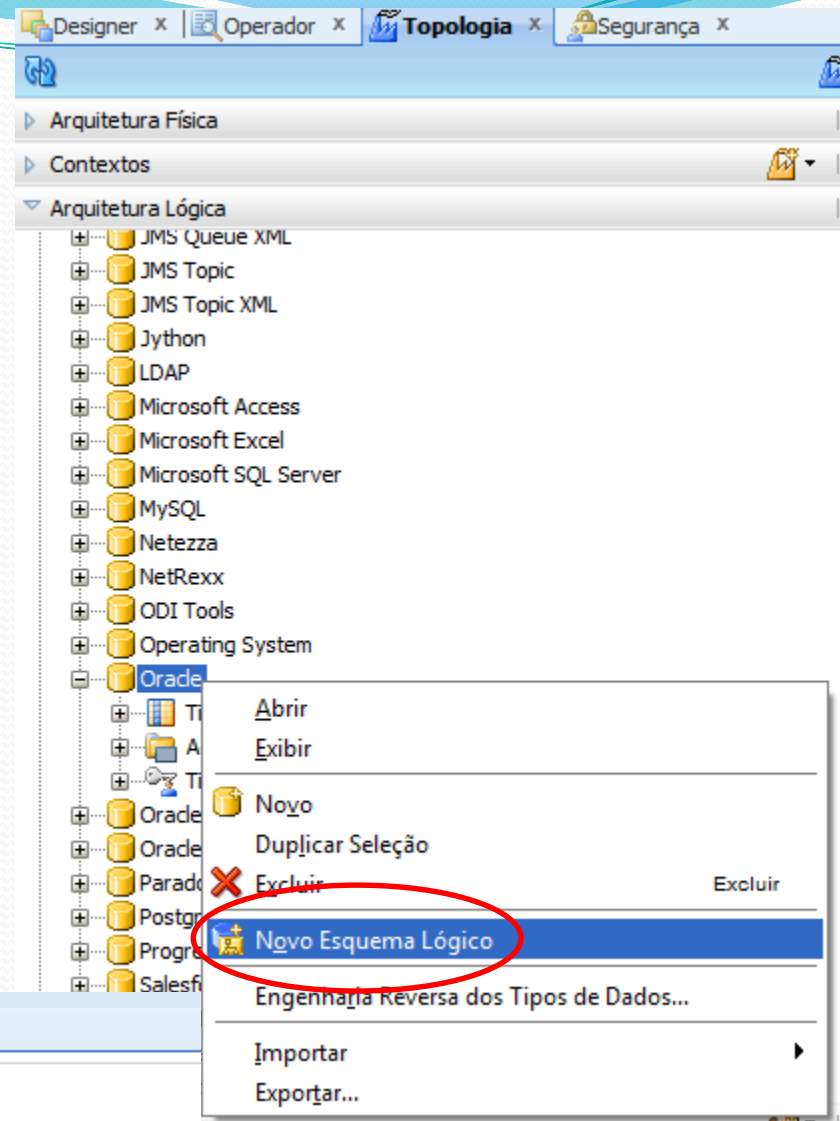 Designer x Operador x Topologia x Segurança x
Arquitetura Física
Contextos
Arquitetura Lógica
JMS Queue XML
JMS Topic
JMS Topic XML
Jython
LDAP
Microsoft Access
Microsoft Excel
Microsoft SQL Server
MySQL
Netezza
NetRexx
ODI Tools
Operating System
Oracle
Abrir
Exibir
Oracle
Novo
Oracle
Duplicar Seleção
Excluir Excluir
Novo Esquema Lógico
Engenharia Reversa dos Tipos de Dados...
Importar
Exportar...